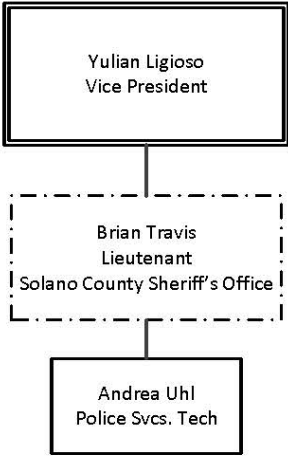 Yulian Ligioso
Vice President
Brian Travis
Lieutenant
Solano County Sheriff's Office
Andrea Uhl
Police Svcs. Tech